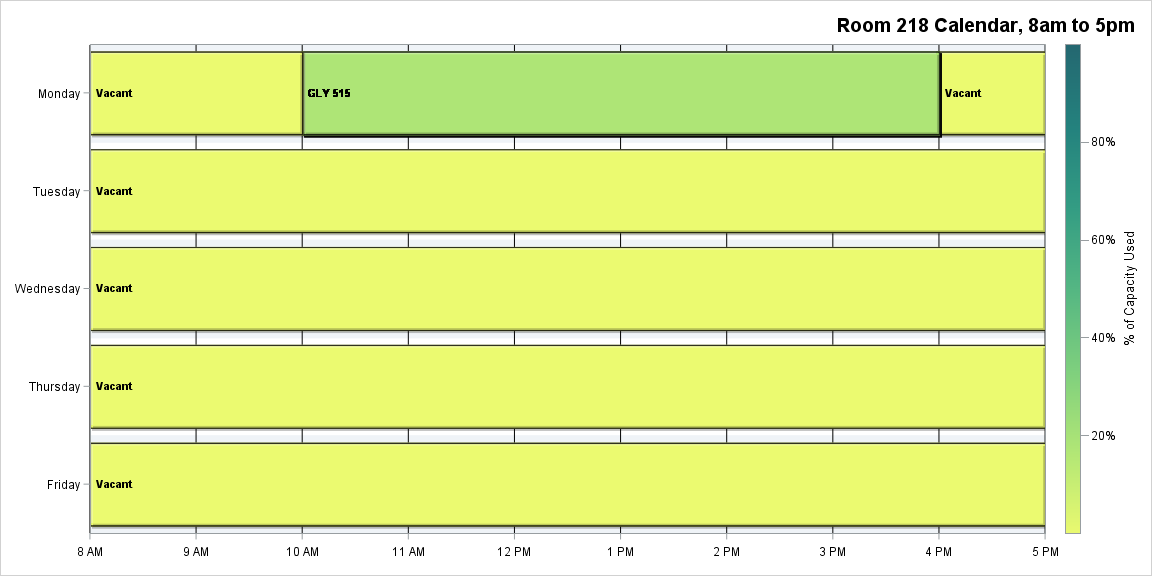 Room 218 Calendar, 8am to 5pm
Monday Vacant GLY 515 Vacant
Tuesday Vacant
Wednesday Vacant
Thursday Vacant
Friday Vacant
8 AM 9 AM 10 AM 11 AM 12 PM 1 PM 2 PM 3 PM 4 PM 5 PM
80%
60%
40%
20%
% of Capacity Used